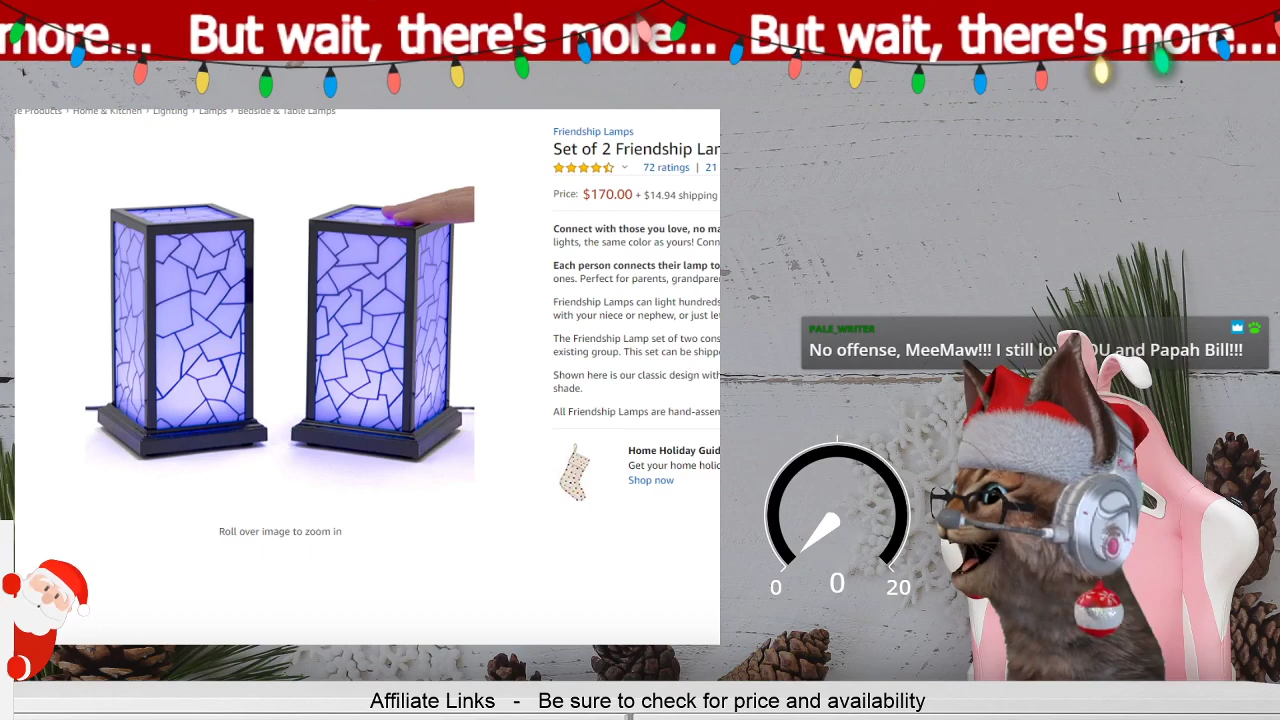 more... But wait, there's more... But wait, there's more...
Products › Home & Kitchen › Lighting › Lamps › Bedside & Table Lamps
Friendship Lamps
Set of 2 Friendship Lar
72 ratings | 21
Price: $170.00 + $14.94 shipping
Connect with those you love, no ma
lights, the same color as yours! Conn
Each person connects their lamp to
ones. Perfect for parents, grandpare
Friendship Lamps can light hundreds
with your niece or nephew, or just le
The Friendship Lamp set of two cons
existing group. This set can be shipp
Shown here is our classic design with
shade.
All Friendship Lamps are hand-assem
Home Holiday Guid
Get your home holid
Shop now
Roll over image to zoom in
PALE_WRITER
No offense, MeeMaw!!! I still lo OU and Papah Bill!!!
0 0 20
Affiliate Links - Be sure to check for price and availability